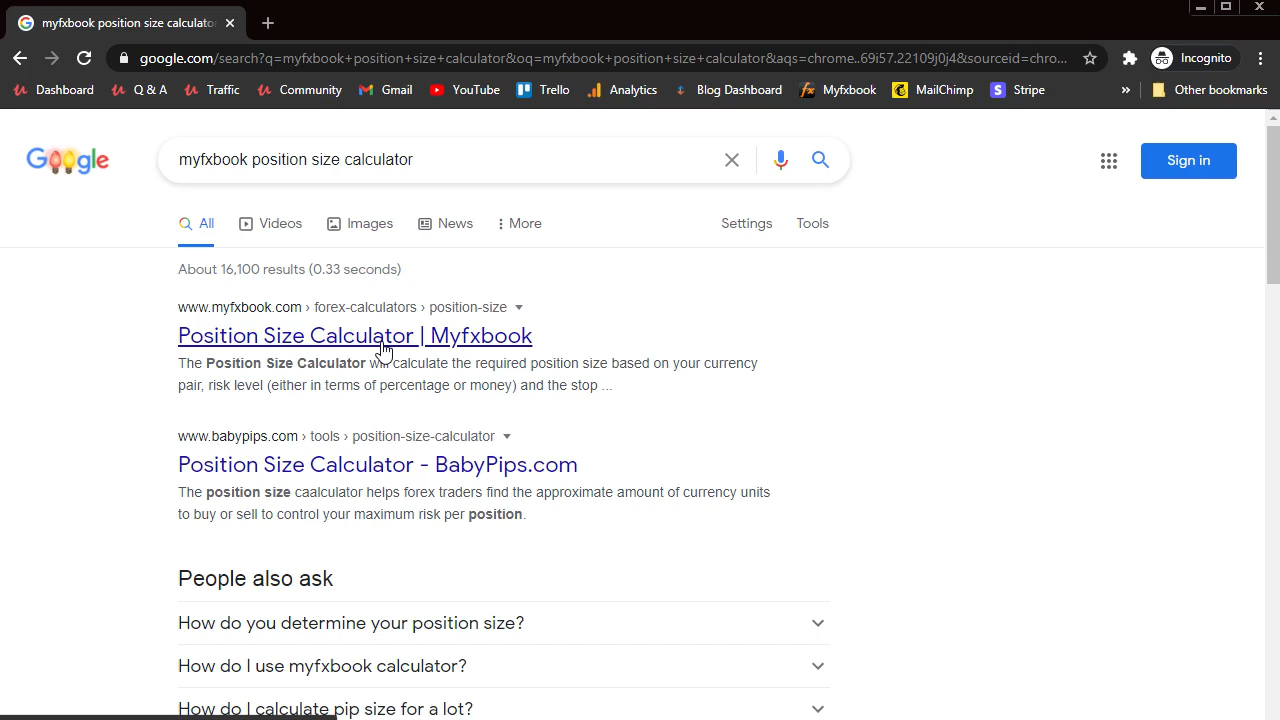 myfxbook position size calculato
google.com/search?q=myfxbook+position+size+calculator&oq=myfxbook+position+size+calculator&aqs=chrome..69i57.22109j0j4&sourceid=chro...
Incognito
Dashboard
Q & A
Traffic
Community
Gmail
YouTube
Trello
Analytics
Blog Dashboard
Myfxbook
MailChimp
Stripe
»
Other bookmarks
Google
myfxbook position size calculator
Sign in
All
Videos
Images
News
More
Settings
Tools
About 16,100 results (0.33 seconds)
www.myfxbook.com › forex-calculators › position-size
Position Size Calculator | Myfxbook
The Position Size Calculator will calculate the required position size based on your currency
pair, risk level (either in terms of percentage or money) and the stop ...
www.babypips.com › tools › position-size-calculator
Position Size Calculator - BabyPips.com
The position size caalculator helps forex traders find the approximate amount of currency units
to buy or sell to control your maximum risk per position.
People also ask
How do you determine your position size?
How do I use myfxbook calculator?
How do I calculate pip size for a lot?